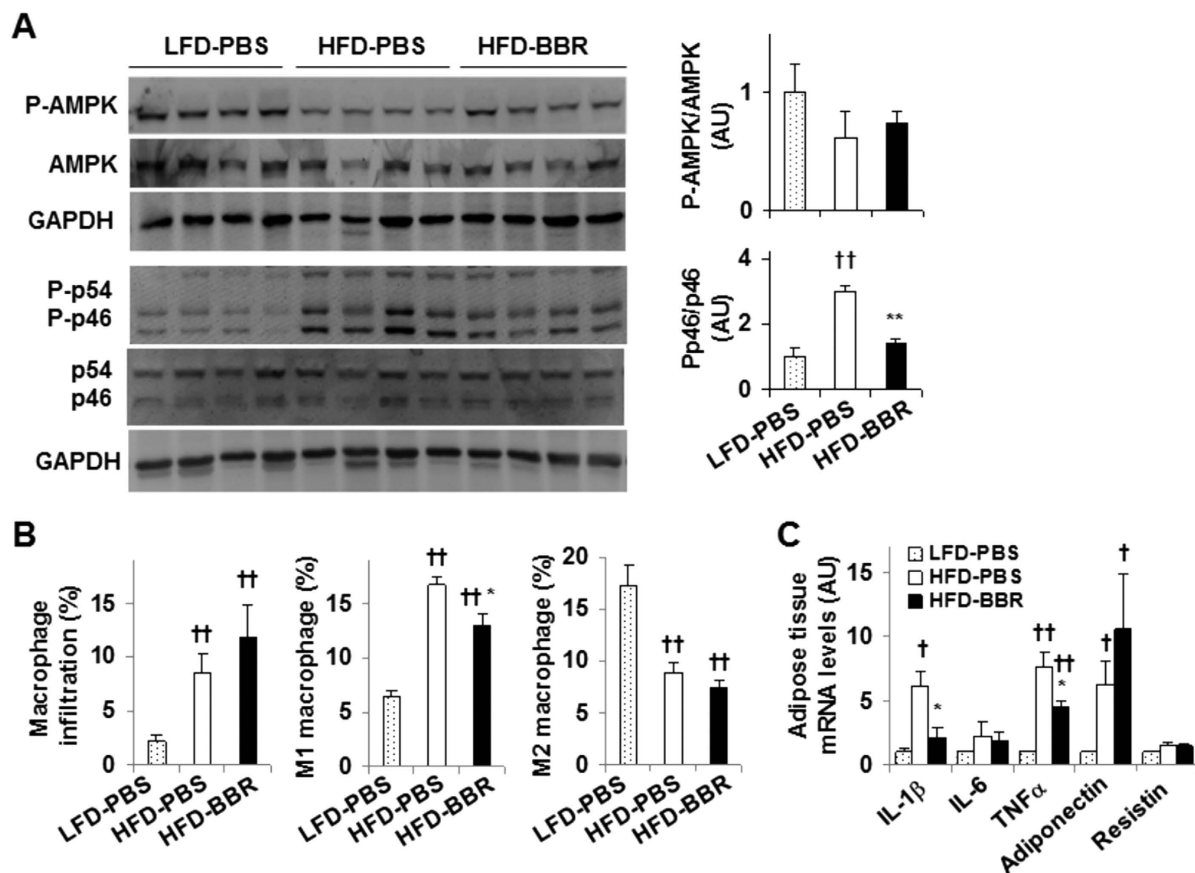 A
LFD-PBS HFD-PBS HFD-BBR
P-AMPK
AMPK
GAPDH
P-p54
P-p46
p54
p46
GAPDH
P-AMPK/AMPK
(AU)
1
0
Pp46/p46
(AU)
4
2
0
††
**
LFD-PBS
HFD-PBS
HFD-BBR
B
Macrophage
infiltration (%)
20
15
10
5
0
††
††
LFD-PBS
HFD-PBS
HFD-BBR
M1 macrophage (%)
15
10
5
0
††
†† *
LFD-PBS
HFD-PBS
HFD-BBR
M2 macrophage (%)
20
15
10
5
0
††
††
LFD-PBS
HFD-PBS
HFD-BBR
C
Adipose tissue
mRNA levels (AU)
15
10
5
0
LFD-PBS
HFD-PBS
HFD-BBR
†
*
††
††
*
†
†
IL-1β
IL-6
TNFα
Adiponectin
Resistin